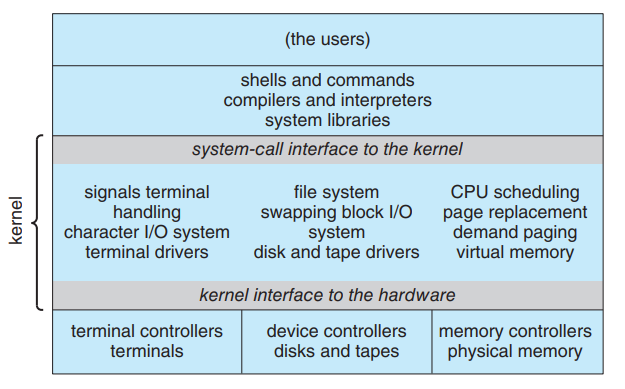 (the users)
shells and commands
compilers and interpreters
system libraries
system-call interface to the kernel
kernel
signals terminal
handling
character I/O system
terminal drivers
file system
swapping block I/O
system
disk and tape drivers
CPU scheduling
page replacement
demand paging
virtual memory
kernel interface to the hardware
terminal controllers
terminals
device controllers
disks and tapes
memory controllers
physical memory